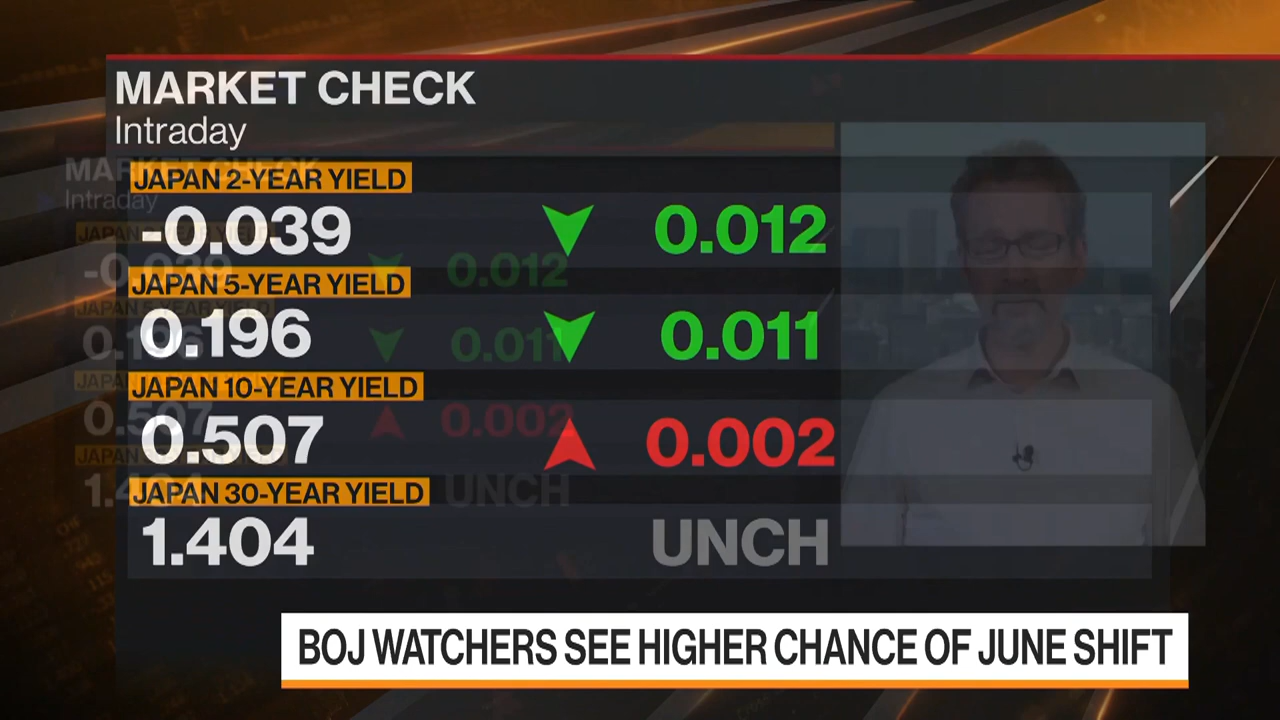 MARKET CHECK
Intraday
JAPAN 2-YEAR YIELD
-0.039 0.012
JAPAN 5-YEAR YIELD
0.196 0.011
JAPAN 10-YEAR YIELD
0.507 0.002
JAPAN 30-YEAR YIELD
1.404 UNCH
BOJ WATCHERS SEE HIGHER CHANCE OF JUNE SHIFT